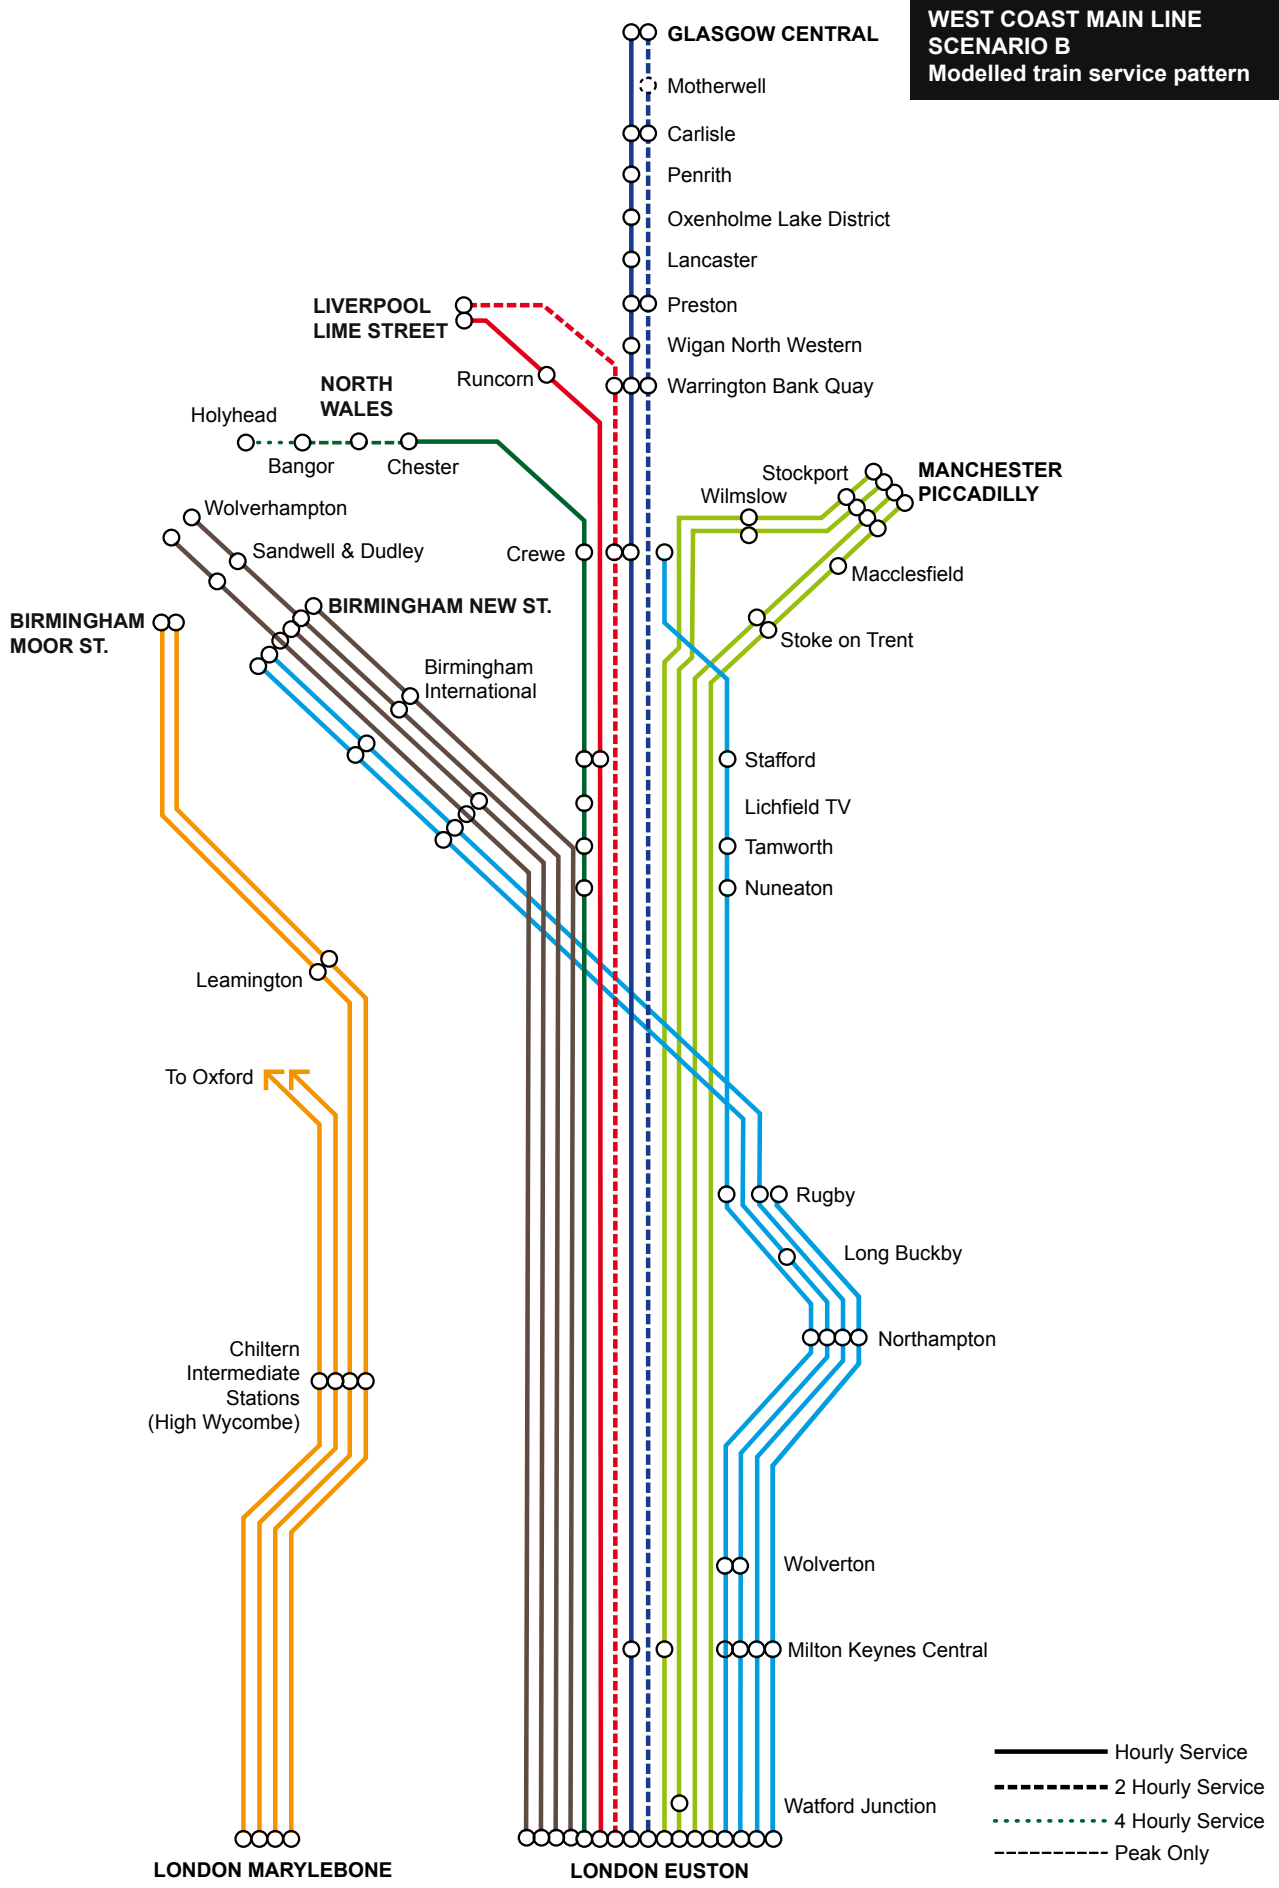 WEST COAST MAIN LINE
SCENARIO B
Modelled train service pattern
GLASGOW CENTRAL
Motherwell
Carlisle
Penrith
Oxenholme Lake District
Lancaster
Preston
Wigan North Western
Warrington Bank Quay
LIVERPOOL
LIME STREET
Runcorn
NORTH
WALES
Holyhead
Bangor
Chester
Stockport
MANCHESTER
PICCADILLY
Wilmslow
Wolverhampton
Sandwell & Dudley
Crewe
Macclesfield
BIRMINGHAM NEW ST.
BIRMINGHAM
MOOR ST.
Stoke on Trent
Birmingham
International
Stafford
Lichfield TV
Tamworth
Nuneaton
Leamington
To Oxford
Rugby
Long Buckby
Northampton
Chiltern
Intermediate
Stations
(High Wycombe)
Wolverton
Milton Keynes Central
Watford Junction
Hourly Service
2 Hourly Service
4 Hourly Service
Peak Only
LONDON MARYLEBONE
LONDON EUSTON